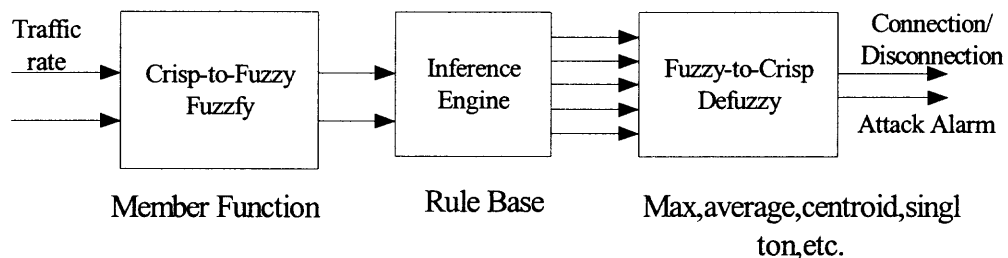 Traffic
rate
Crisp-to-Fuzzy
Fuzzfy
Inference
Engine
Fuzzy-to-Crisp
Defuzzy
Connection/
Disconnection
Attack Alarm
Member Function
Rule Base
Max,average,centroid,singl
ton,etc.